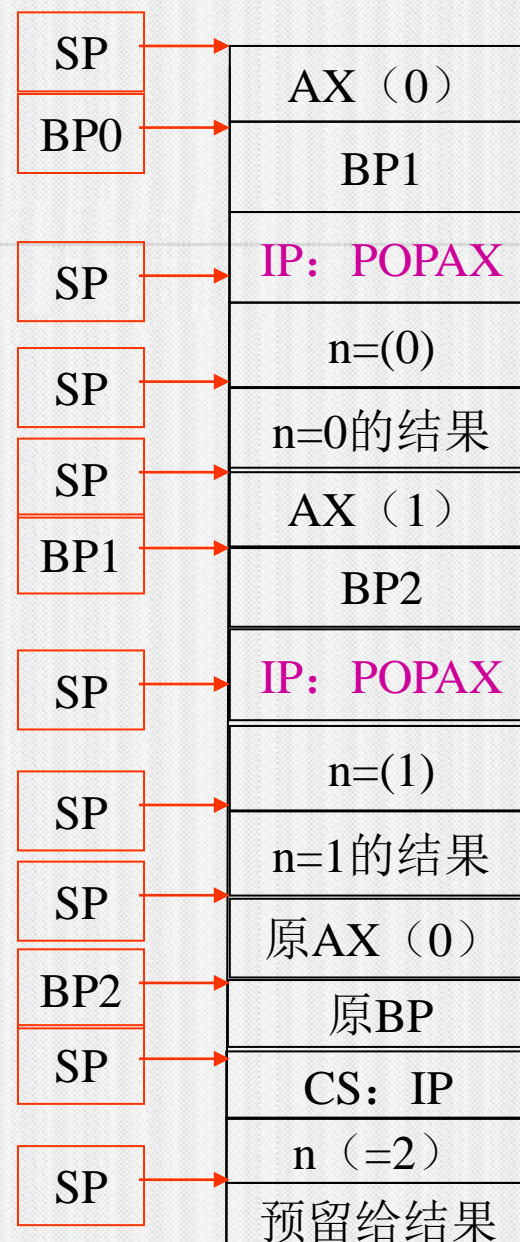 SP
AX（0）
BP0
BP1
IP：POPAX
SP
n=(0)
SP
n=0的结果
SP
AX（1）
BP1
BP2
IP：POPAX
SP
n=(1)
SP
n=1的结果
SP
原AX（0）
BP2
原BP
SP
CS：IP
n（=2）
SP
预留给结果